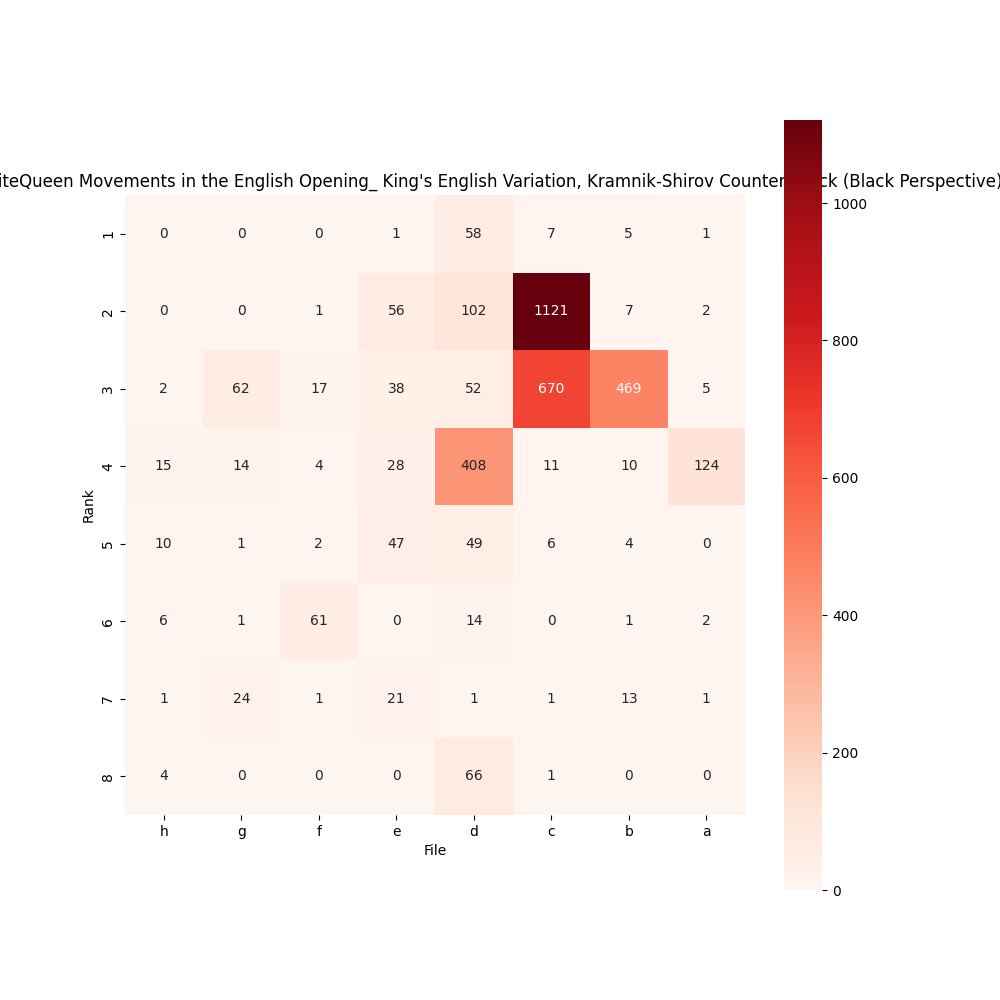 iteQueen Movements in the English Opening_ King's English Variation, Kramnik-Shirov Counter ck (Black Perspective)
1000
1 0 0 0 1 58 7 5 1
2 0 0 1 56 102 1121 7 2
800
3 2 62 17 38 52 670 469 5
4 15 14 4 28 408 11 10 124
600
Rank
5 10 1 2 47 49 6 4 0
400
6 6 1 61 0 14 0 1 2
7 1 24 1 21 1 1 13 1
200
8 4 0 0 0 66 1 0 0
h g f e d c b a
File
0